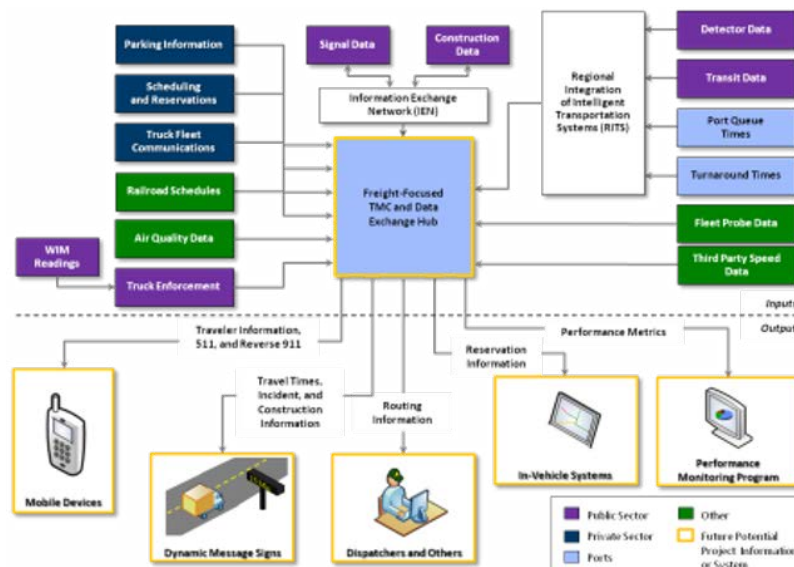 Parking Information
Scheduling
and Reservations
Truck Fleet
Communications
Railroad Schedules
Air Quality Data
WIM
Readings
Truck Enforcement
Signal Data
Construction
Data
Information Exchange
Network (IEN)
Freight-Focused
TMC and Data
Exchange Hub
Regional
Integration
of Intelligent
Transportation
Systems (RITS)
Detector Data
Transit Data
Port Queue
Times
Turnaround Times
Fleet Probe Data
Third Party Speed
Data
Inputs
Output
Traveler Information,
511, and Reverse 911
Travel Times,
Incident, and
Construction
Information
Routing
Information
Reservation
Information
Performance Metrics
Mobile Devices
Dynamic Message Signs
Dispatchers and Others
In-Vehicle Systems
Performance
Monitoring Program
Public Sector
Private Sector
Ports
Other
Future Potential
Project Information
or System